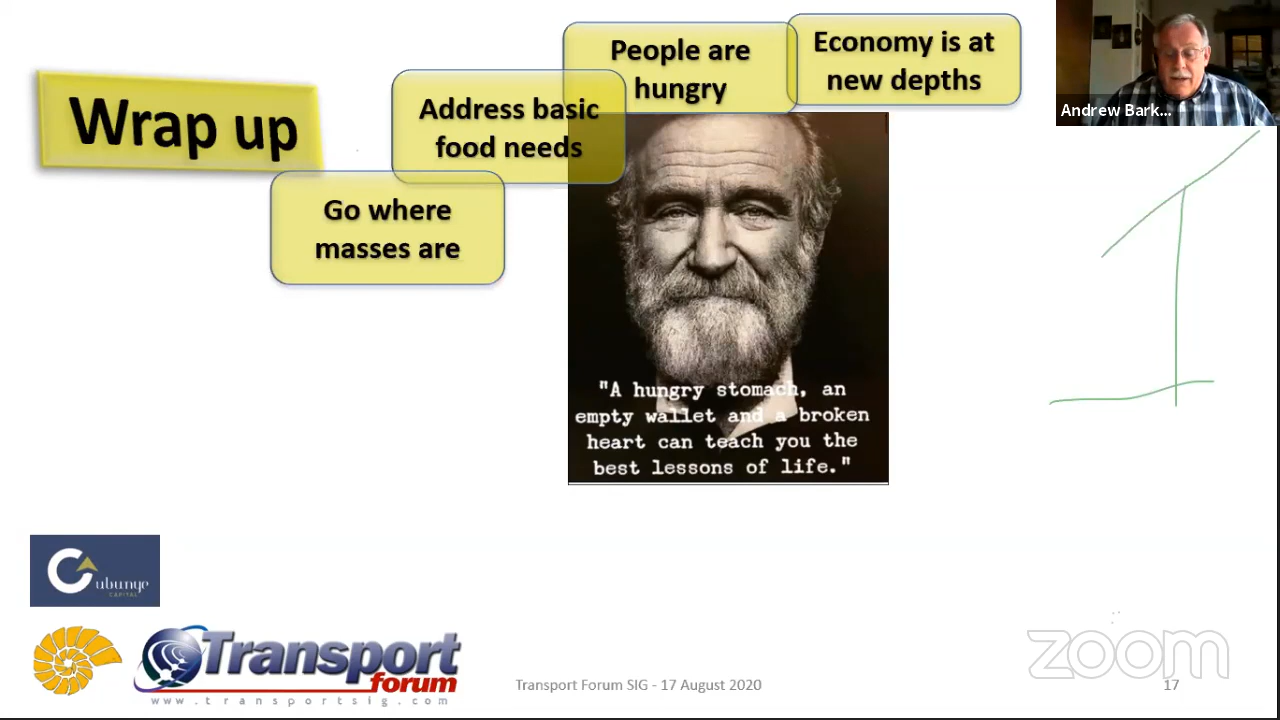 Wrap up
Economy is at
new depths
People are
hungry
Address basic
food needs
Go where
masses are
Andrew Bark...
"A hungry stomach, an
empty wallet and a broken
heart can teach you the
best lessons of life."
1
ubunye
CAPITAL
Transport
forum
www.transportsig.com
Transport Forum SIG - 17 August 2020
zoom
17